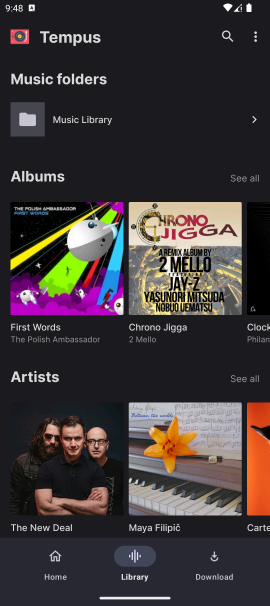 9:48
Tempus
Music folders
Music Library
Albums
See all
THE POLISH AMBASSADOR
FIRST WORDS
CHRONO
JIGGA
A REMIX ALBUM BY
2 MELLO
JAY-Z
YASUNORI MITSUDA
NOBUO UEMATSU
First Words
The Polish Ambassador
Chrono Jigga
2 Mello
Clock
Philan
Artists
See all
The New Deal
Maya Filipič
Carte
Home
Library
Download